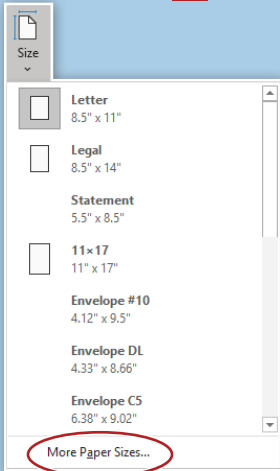 Size
Letter
8.5" x 11"
Legal
8.5" x 14"
Statement
5.5" x 8.5"
11×17
11" x 17"
Envelope #10
4.12" x 9.5"
Envelope DL
4.33" x 8.66"
Envelope C5
6.38" x 9.02"
More Paper Sizes...